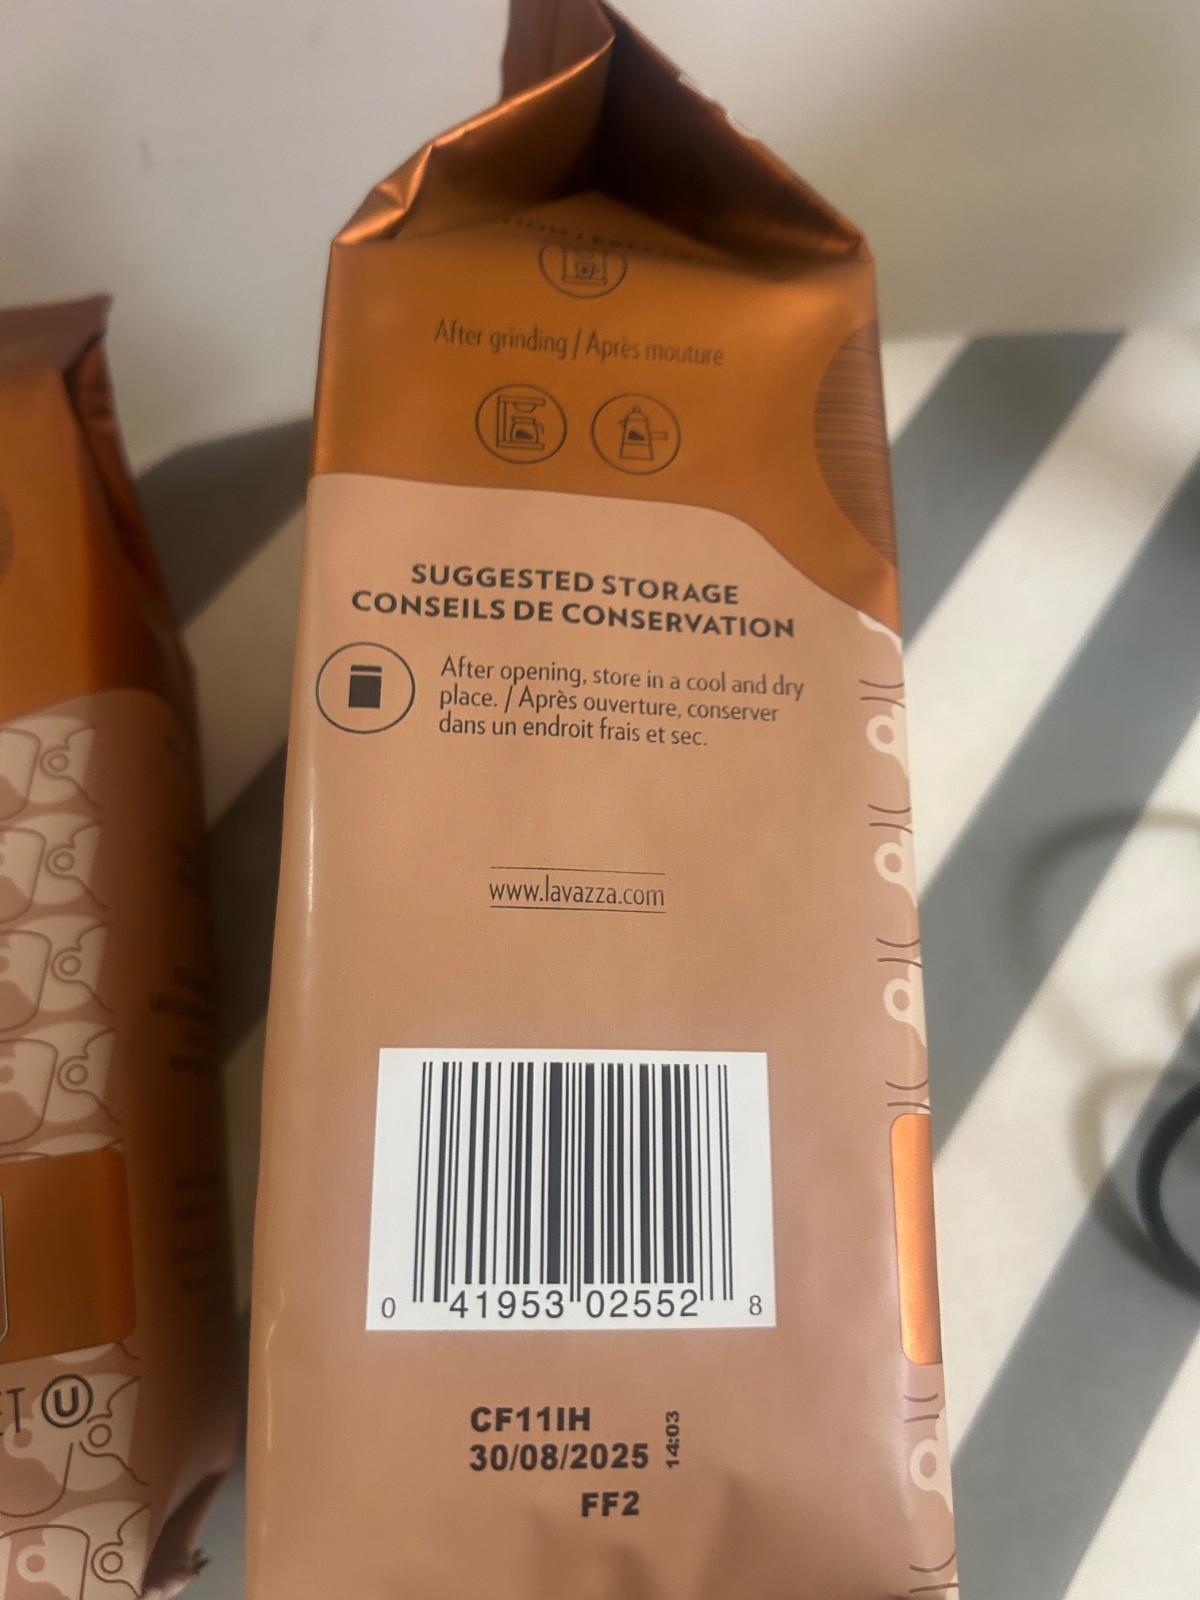 After grinding / Après mouture
SUGGESTED STORAGE
CONSEILS DE CONSERVATION
After opening, store in a cool and dry
place. / Après ouverture, conserver
dans un endroit frais et sec.
www.lavazza.com
0 41953 02552 8
CF11IH
30/08/2025 14:03
FF2
U